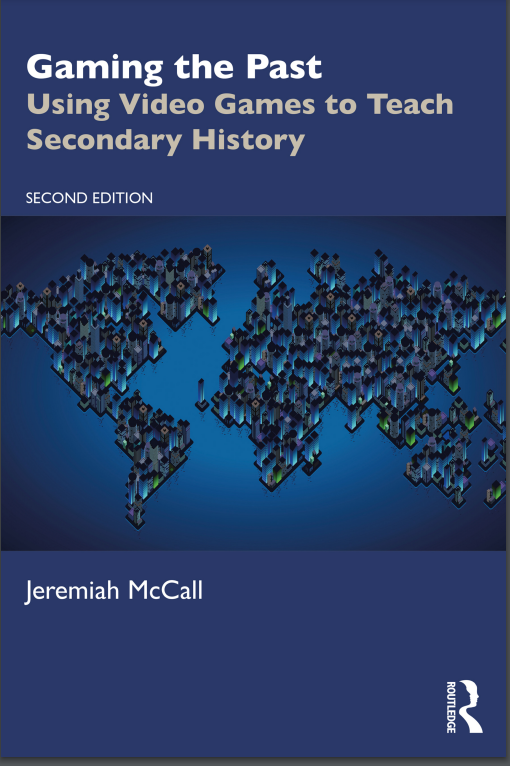 Gaming the Past
Using Video Games to Teach
Secondary History
SECOND EDITION
Jeremiah McCall
ROUTLEDGE